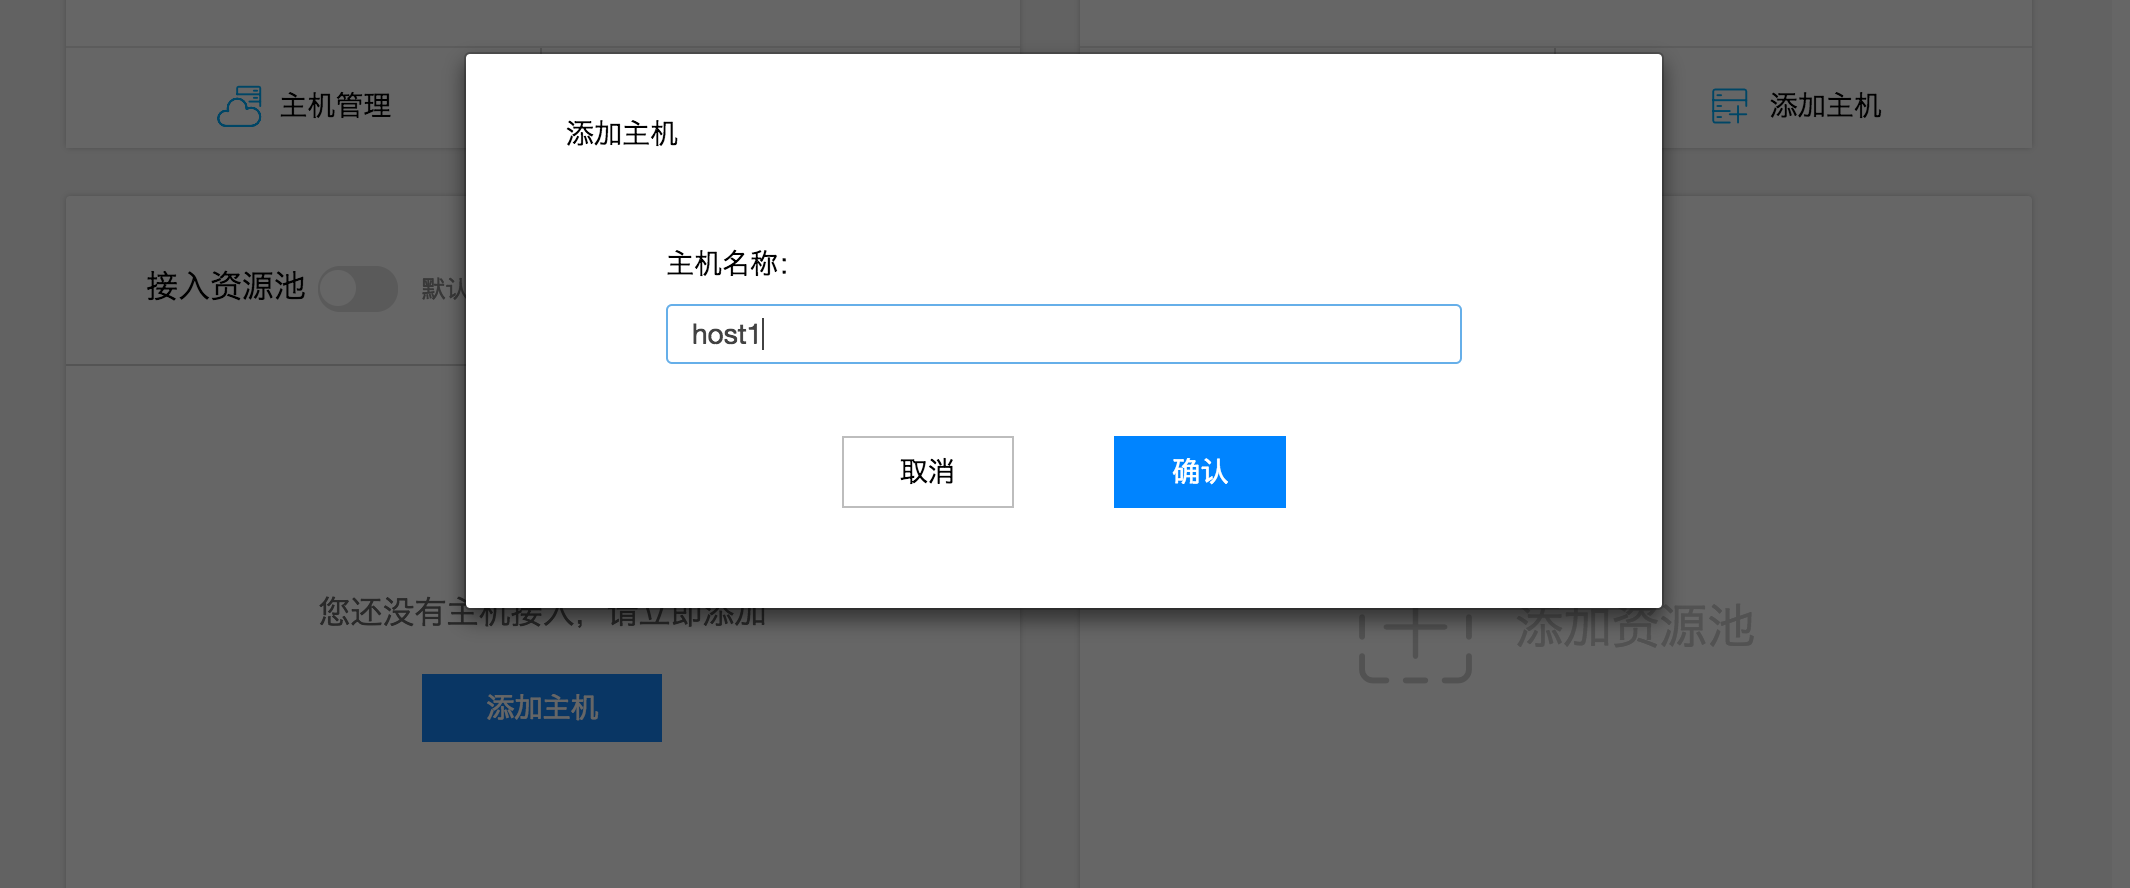 主机管理
添加主机
添加主机
主机名称:
host1
取消
确认
接入资源池
默认
您还没有主机接入，请立即添加
添加主机
添加资源池